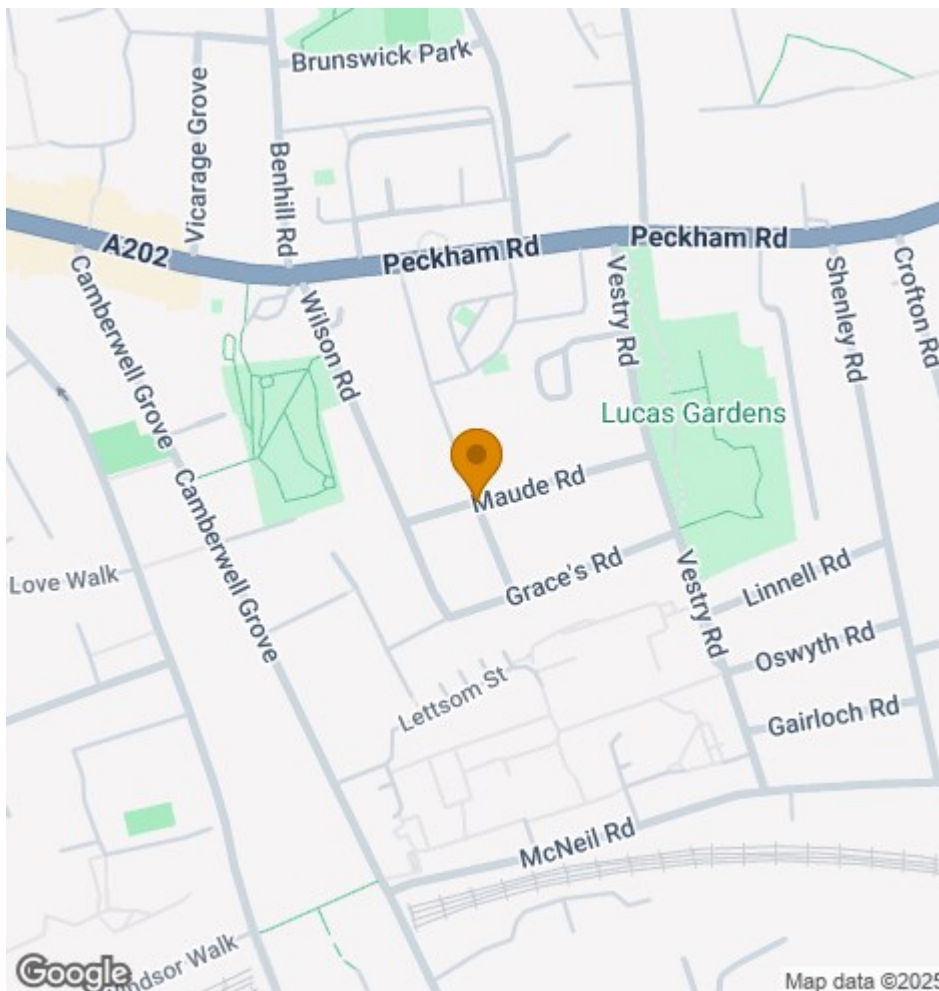 Brunswick Park
Vicarage Grove
Benhill Rd
A202
Peckham Rd
Peckham Rd
Camberwell Grove
Wilson Rd
Vestry Rd
Shenley Rd
Crofton Rd
Lucas Gardens
Maude Rd
Camberwell Grove
Love Walk
Grace's Rd
Vestry Rd
Linnell Rd
Oswyth Rd
Lettsom St
Gairloch Rd
McNeil Rd
Walk
Google
Map data ©2025